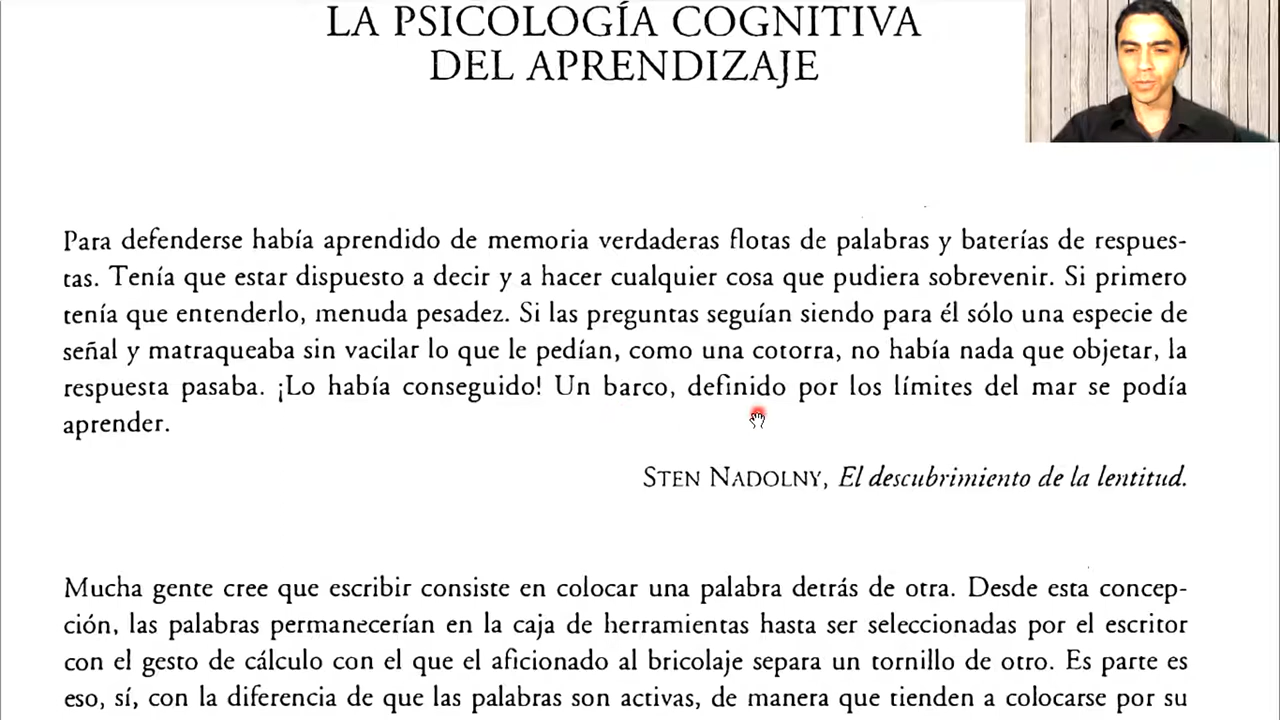 LA PSICOLOGÍA COGNITIVA
DEL APRENDIZAJE
Para defenderse había aprendido de memoria verdaderas flotas de palabras y baterías de respues-
tas. Tenía que estar dispuesto a decir y a hacer cualquier cosa que pudiera sobrevenir. Si primero
tenía que entenderlo, menuda pesadez. Si las preguntas seguían siendo para él sólo una especie de
señal y matraqueaba sin vacilar lo que le pedían, como una cotorra, no había nada que objetar, la
respuesta pasaba. ¡Lo había conseguido! Un barco, definido por los límites del mar se podía
aprender.
STEN NADOLNY, El descubrimiento de la lentitud.
Mucha gente cree que escribir consiste en colocar una palabra detrás de otra. Desde esta concep-
ción, las palabras permanecerían en la caja de herramientas hasta ser seleccionadas por el escritor
con el gesto de cálculo con el que el aficionado al bricolaje separa un tornillo de otro. Es parte es
eso, sí, con la diferencia de que las palabras son activas, de manera que tienden a colocarse por su